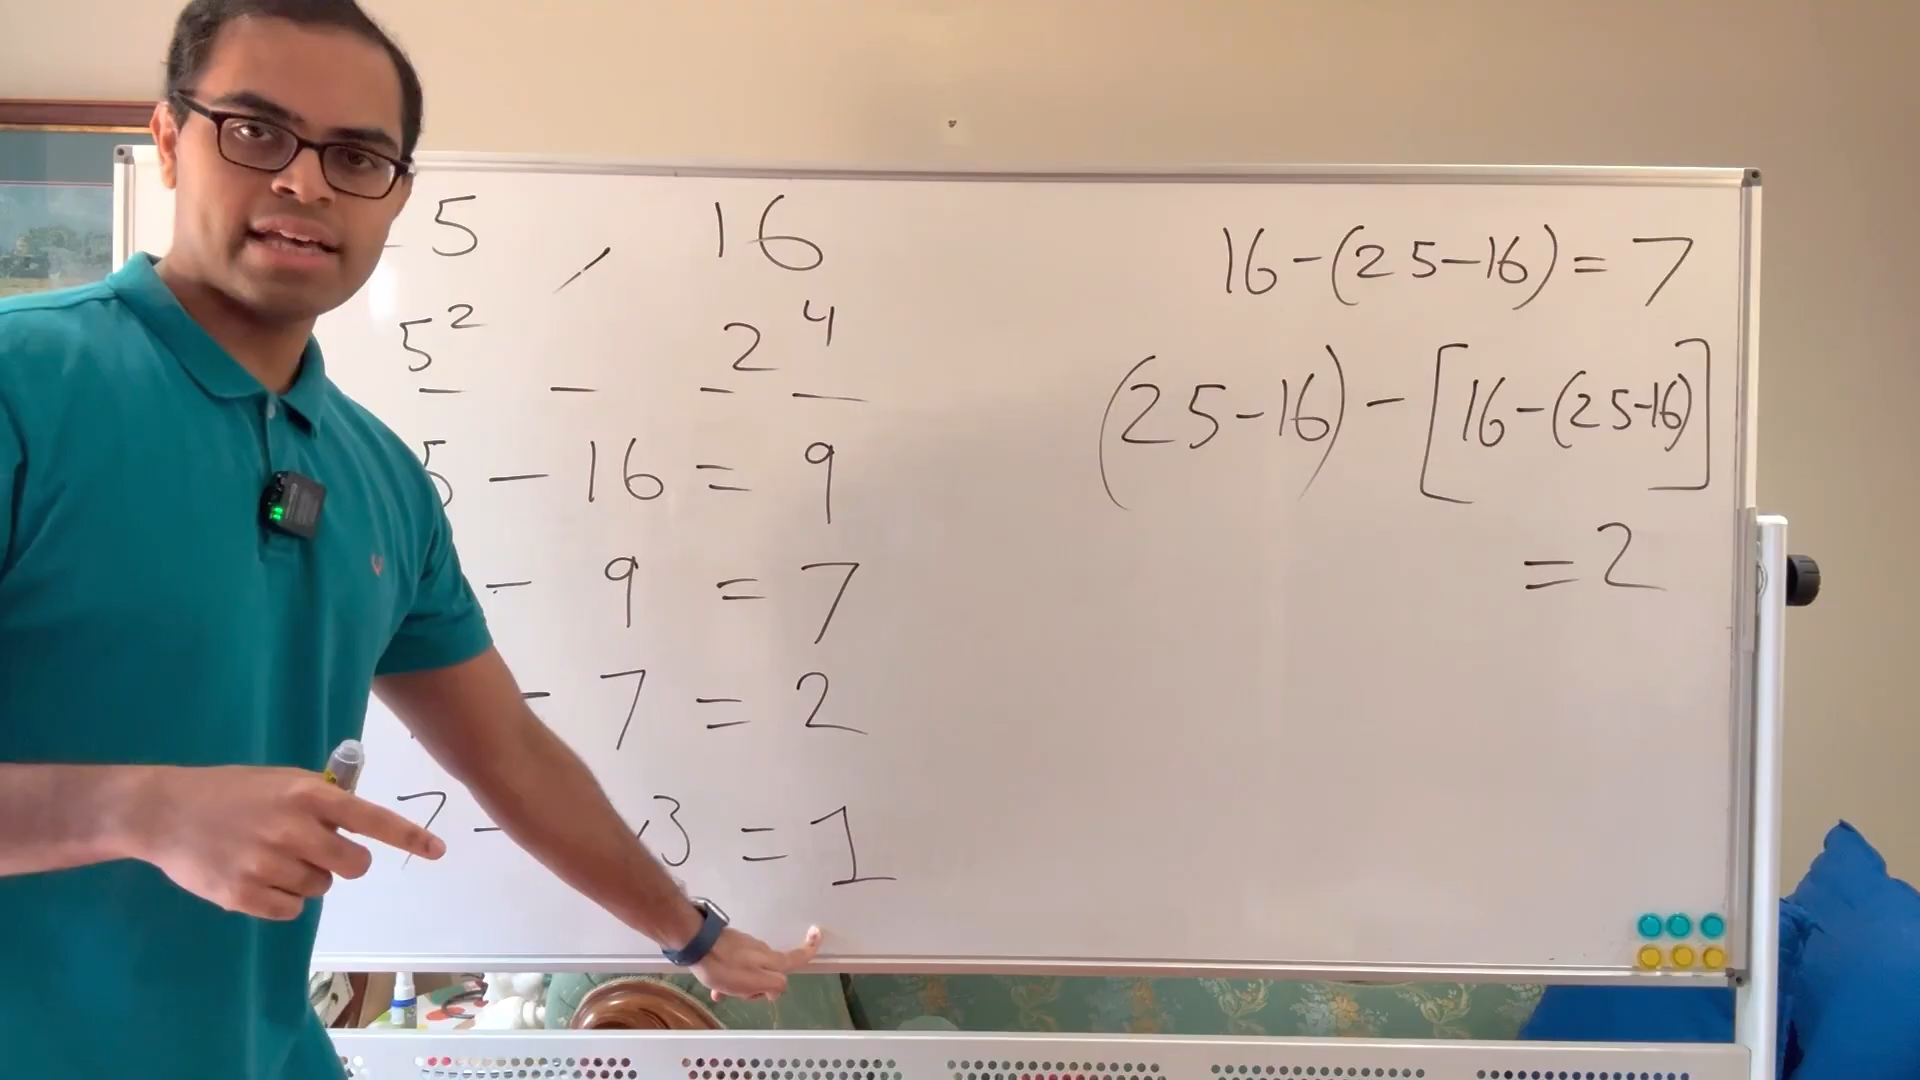 5 , 16
5² - 2⁴
5 - 16 = 9
- 9 = 7
- 7 = 2
7 - 3 = 1
16-(25-16)= 7
(25-16)-[16-(25-16)]
=2